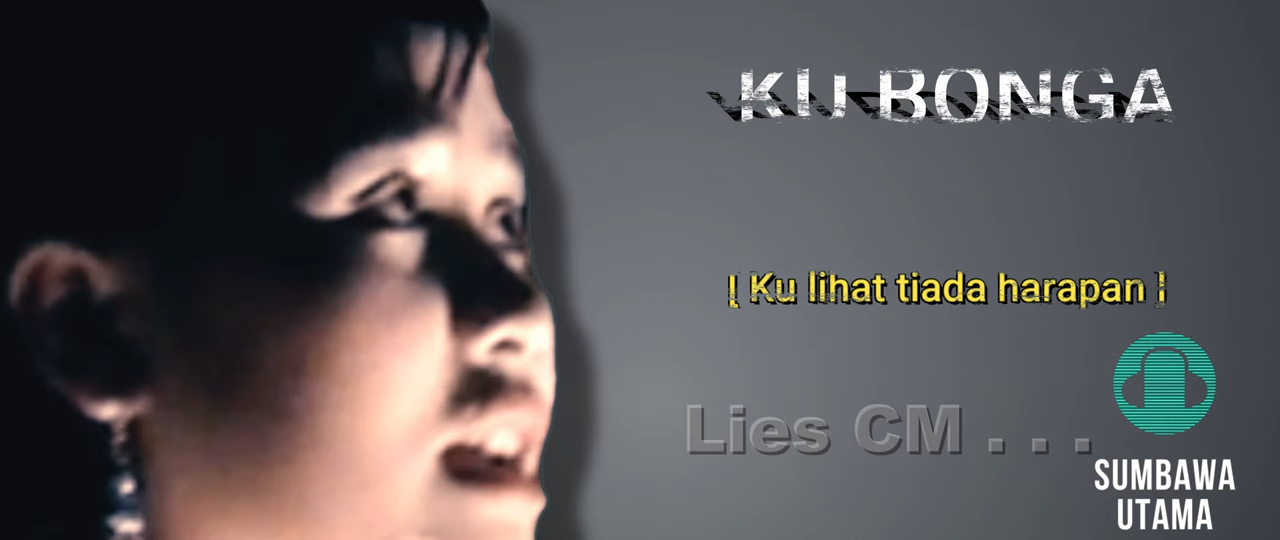 KU BONGA
[ Ku lihat tiada harapan ]
Lies CM . . .
SUMBAWA
UTAMA